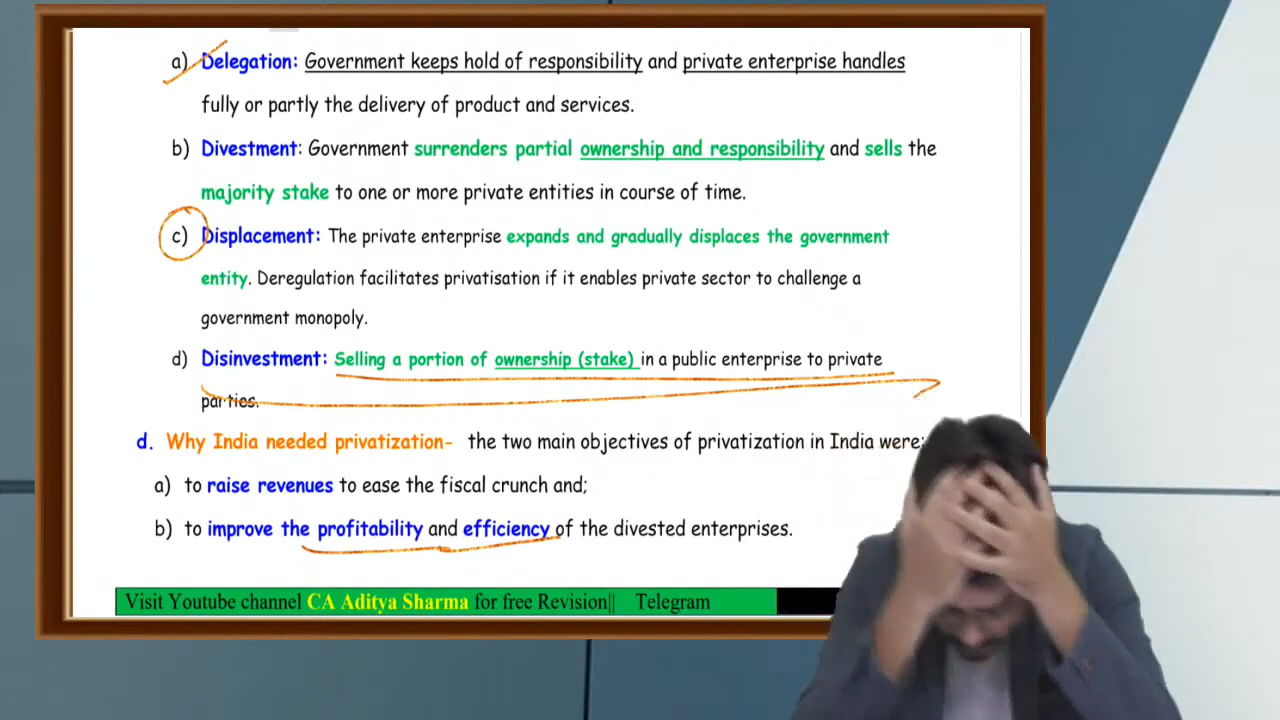 a) Delegation: Government keeps hold of responsibility and private enterprise handles
fully or partly the delivery of product and services.
b) Divestment: Government surrenders partial ownership and responsibility and sells the
majority stake to one or more private entities in course of time.
c) Displacement: The private enterprise expands and gradually displaces the government
entity. Deregulation facilitates privatisation if it enables private sector to challenge a
government monopoly.
d) Disinvestment: Selling a portion of ownership (stake) in a public enterprise to private
parties.
d. Why India needed privatization- the two main objectives of privatization in India were:
a) to raise revenues to ease the fiscal crunch and;
b) to improve the profitability and efficiency of the divested enterprises.
Visit Youtube channel CA Aditya Sharma for free Revision|| Telegram